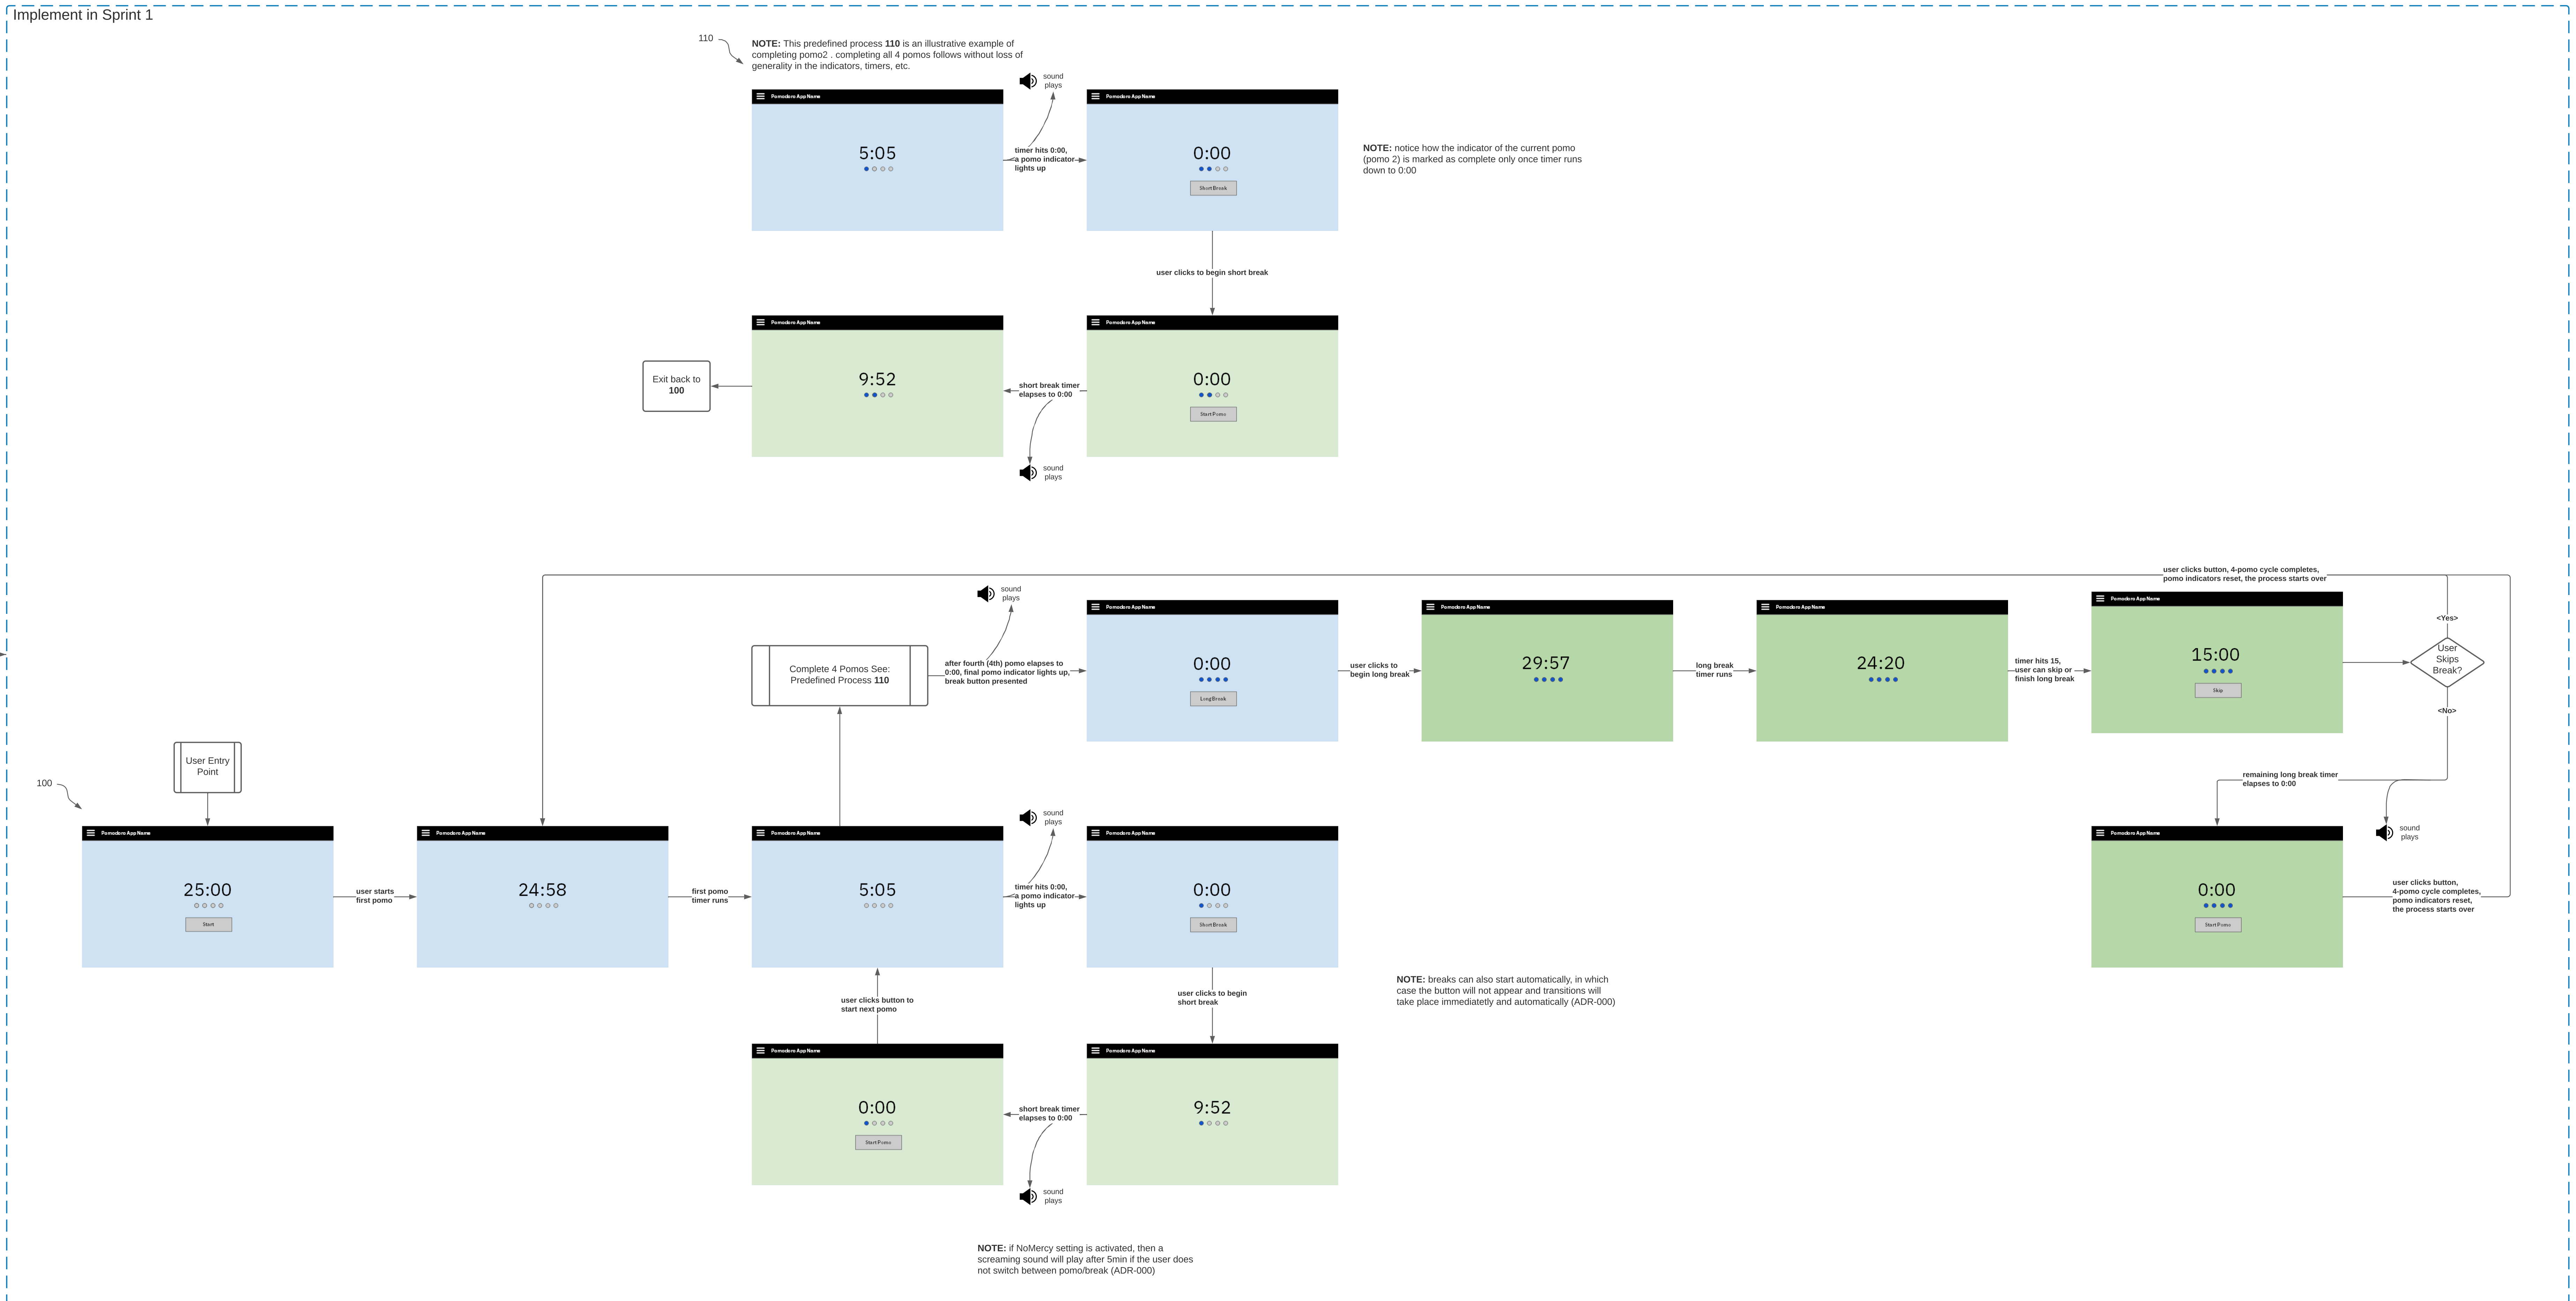 Implement in Sprint 1
110
NOTE: This predefined process 110 is an illustrative example of
completing pomo2 . completing all 4 pomos follows without loss of
generality in the indicators, timers, etc.
sound
plays
Pomodoro App Name
5:05
timer hits 0:00,
a pomo indicator
lights up
Pomodoro App Name
0:00
Short Break
NOTE: notice how the indicator of the current pomo
(pomo 2) is marked as complete only once timer runs
down to 0:00
user clicks to begin short break
Exit back to
100
Pomodoro App Name
9:52
short break timer
elapses to 0:00
Pomodoro App Name
0:00
Start Pomo
sound
plays
user clicks button, 4-pomo cycle completes,
pomo indicators reset, the process starts over
sound
plays
Complete 4 Pomos See:
Predefined Process 110
after fourth (4th) pomo elapses to
0:00, final pomo indicator lights up,
break button presented
Pomodoro App Name
0:00
Long Break
user clicks to
begin long break
Pomodoro App Name
29:57
long break
timer runs
Pomodoro App Name
24:20
timer hits 15,
user can skip or
finish long break
Pomodoro App Name
15:00
Skip
<Yes>
User
Skips
Break?
<No>
remaining long break timer
elapses to 0:00
sound
plays
User Entry
Point
100
Pomodoro App Name
25:00
Start
user starts
first pomo
Pomodoro App Name
24:58
first pomo
timer runs
Pomodoro App Name
5:05
sound
plays
timer hits 0:00,
a pomo indicator
lights up
Pomodoro App Name
0:00
Short Break
Pomodoro App Name
0:00
Start Pomo
user clicks button,
4-pomo cycle completes,
pomo indicators reset,
the process starts over
user clicks button to
start next pomo
user clicks to begin
short break
NOTE: breaks can also start automatically, in which
case the button will not appear and transitions will
take place immediatetly and automatically (ADR-000)
Pomodoro App Name
0:00
Start Pomo
short break timer
elapses to 0:00
Pomodoro App Name
9:52
sound
plays
NOTE: if NoMercy setting is activated, then a
screaming sound will play after 5min if the user does
not switch between pomo/break (ADR-000)